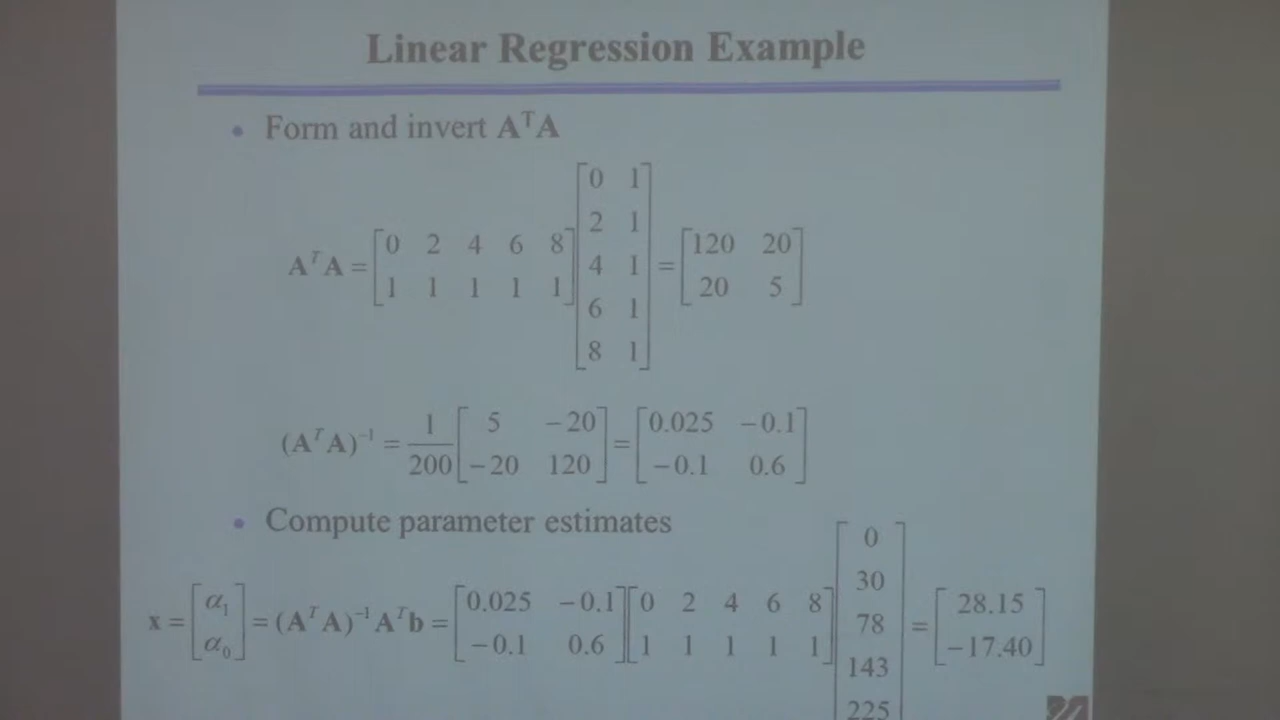 Linear Regression Example
• Form and invert AᵀA
AᵀA = [0 2 4 6 8; 1 1 1 1 1] [0 1; 2 1; 4 1; 6 1; 8 1] = [120 20; 20 5]
(AᵀA)⁻¹ = 1/200 [5 −20; −20 120] = [0.025 −0.1; −0.1 0.6]
• Compute parameter estimates
x = [α₁; α₀] = (AᵀA)⁻¹Aᵀb = [0.025 −0.1; −0.1 0.6] [0 2 4 6 8; 1 1 1 1 1] [0; 30; 78; 143; 225] = [28.15; −17.40]